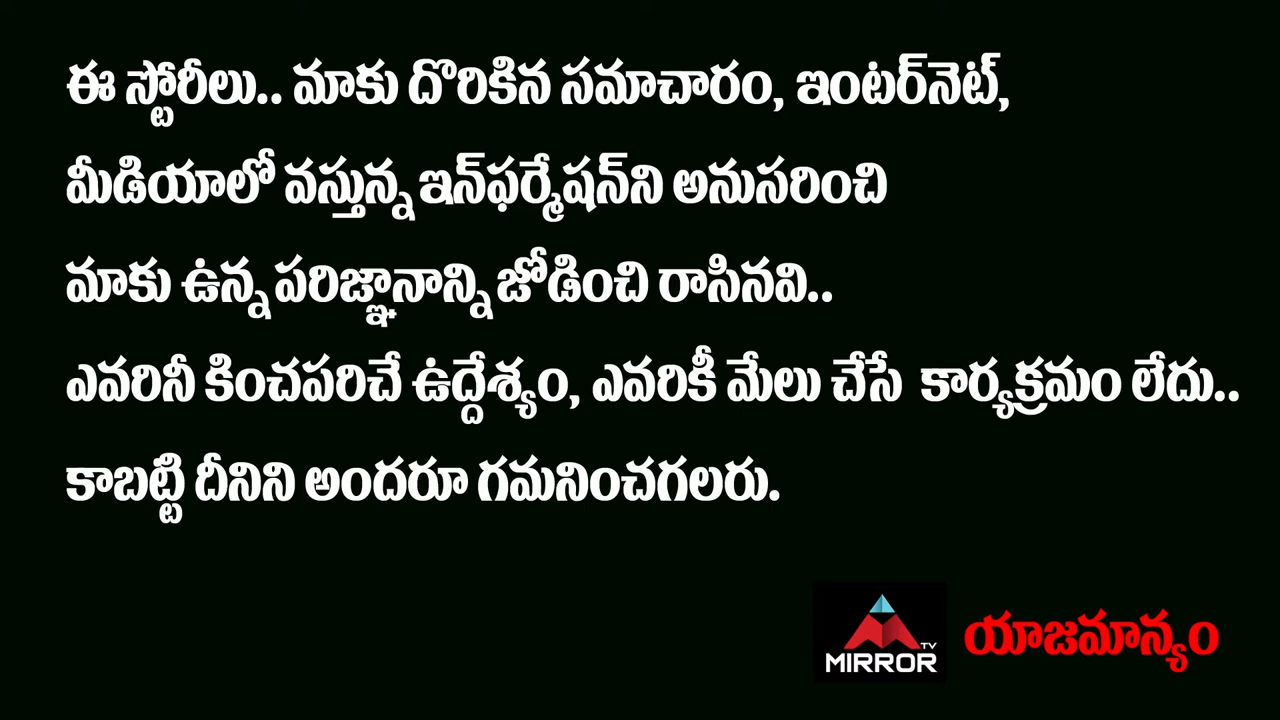 ఈ స్టోరీలు.. మాకు దొరికిన సమాచారం, ఇంటర్‌నెట్,
మీడియాలో వస్తున్న ఇన్‌ఫర్మేషన్‌ని అనుసరించి
మాకు ఉన్న పరిజ్ఞానాన్ని జోడించి రాసినవి..
ఎవరినీ కించపరిచే ఉద్దేశ్యం, ఎవరికీ మేలు చేసే కార్యక్రమం లేదు..
కాబట్టి దీనిని అందరూ గమనించగలరు.
TV
MIRROR
యాజమాన్యం